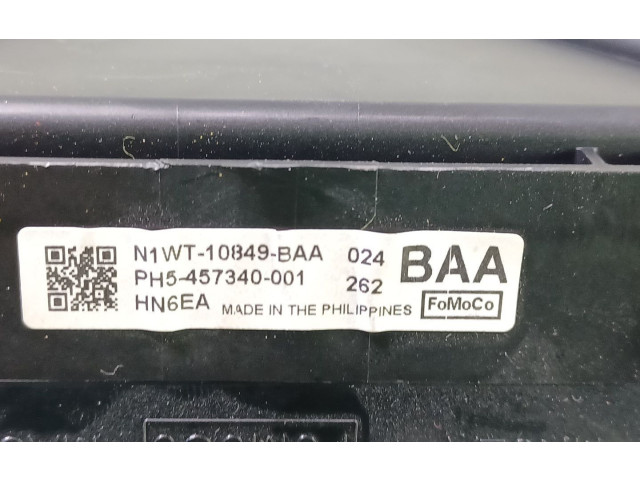 N1WT-10849-BAA 024 BAA
PH5-457340-001 262
HN6EA MADE IN THE PHILIPPINES FoMoCo